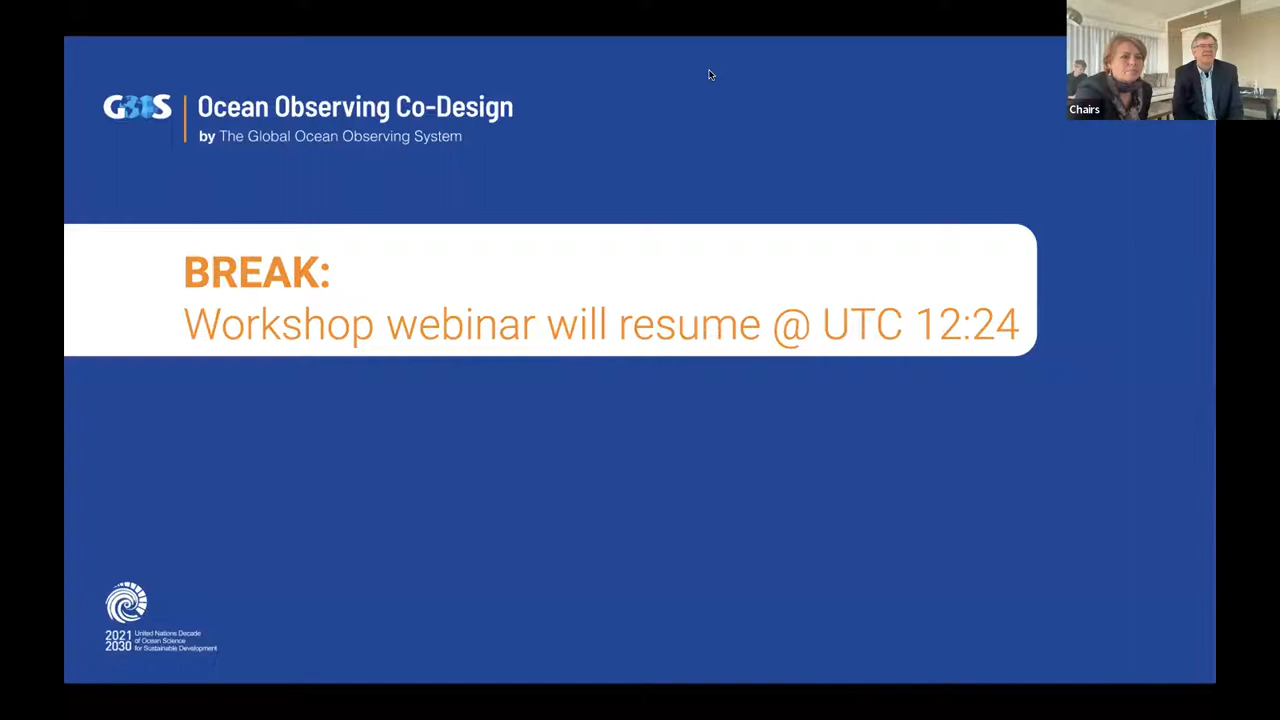 GOOS
Ocean Observing Co-Design
by The Global Ocean Observing System
Chairs
BREAK:
Workshop webinar will resume @ UTC 12:24
2021
2030
United Nations Decade
of Ocean Science
for Sustainable Development